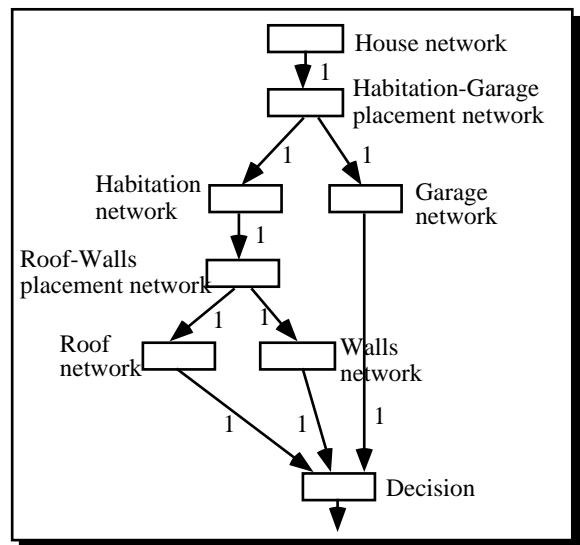 House network
1
Habitation-Garage
placement network
1
1
Habitation
network
Garage
network
1
Roof-Walls
placement network
1
1
Roof
network
Walls
network
1
1
1
Decision